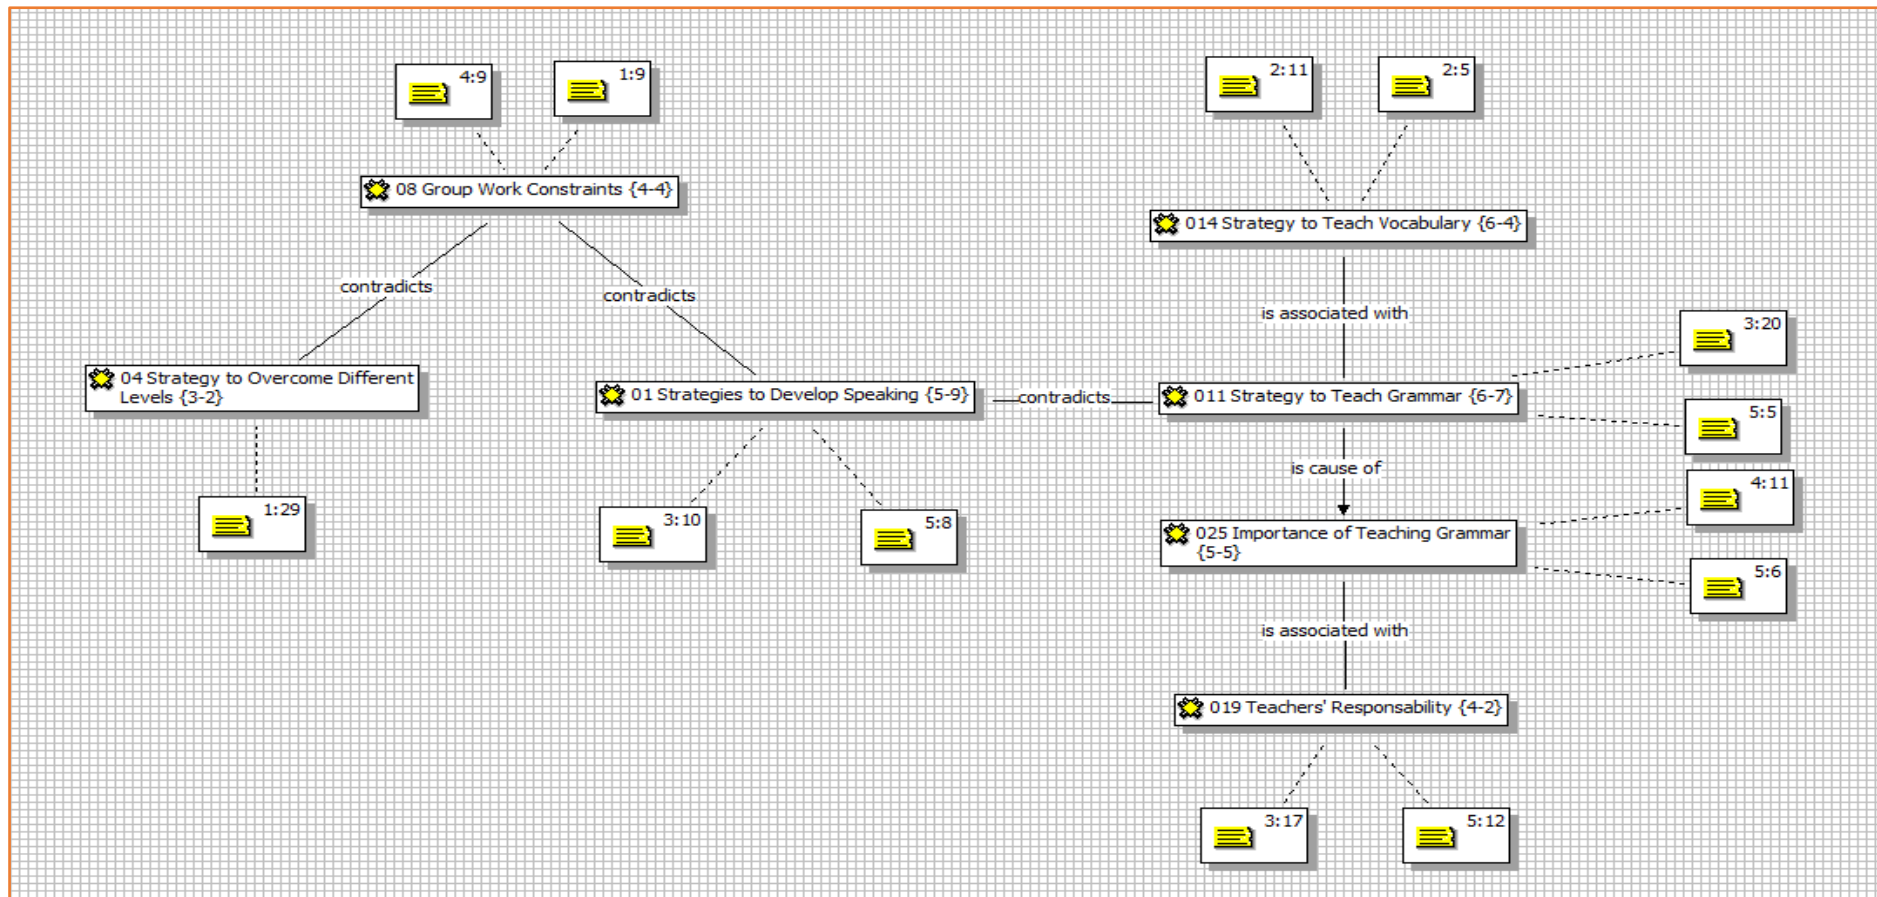 4:9
1:9
2:11
2:5
08 Group Work Constraints {4-4}
014 Strategy to Teach Vocabulary {6-4}
contradicts
contradicts
is associated with
3:20
04 Strategy to Overcome Different
Levels {3-2}
01 Strategies to Develop Speaking {5-9}
contradicts
011 Strategy to Teach Grammar {6-7}
5:5
is cause of
4:11
1:29
3:10
5:8
025 Importance of Teaching Grammar
{5-5}
5:6
is associated with
019 Teachers' Responsability {4-2}
3:17
5:12